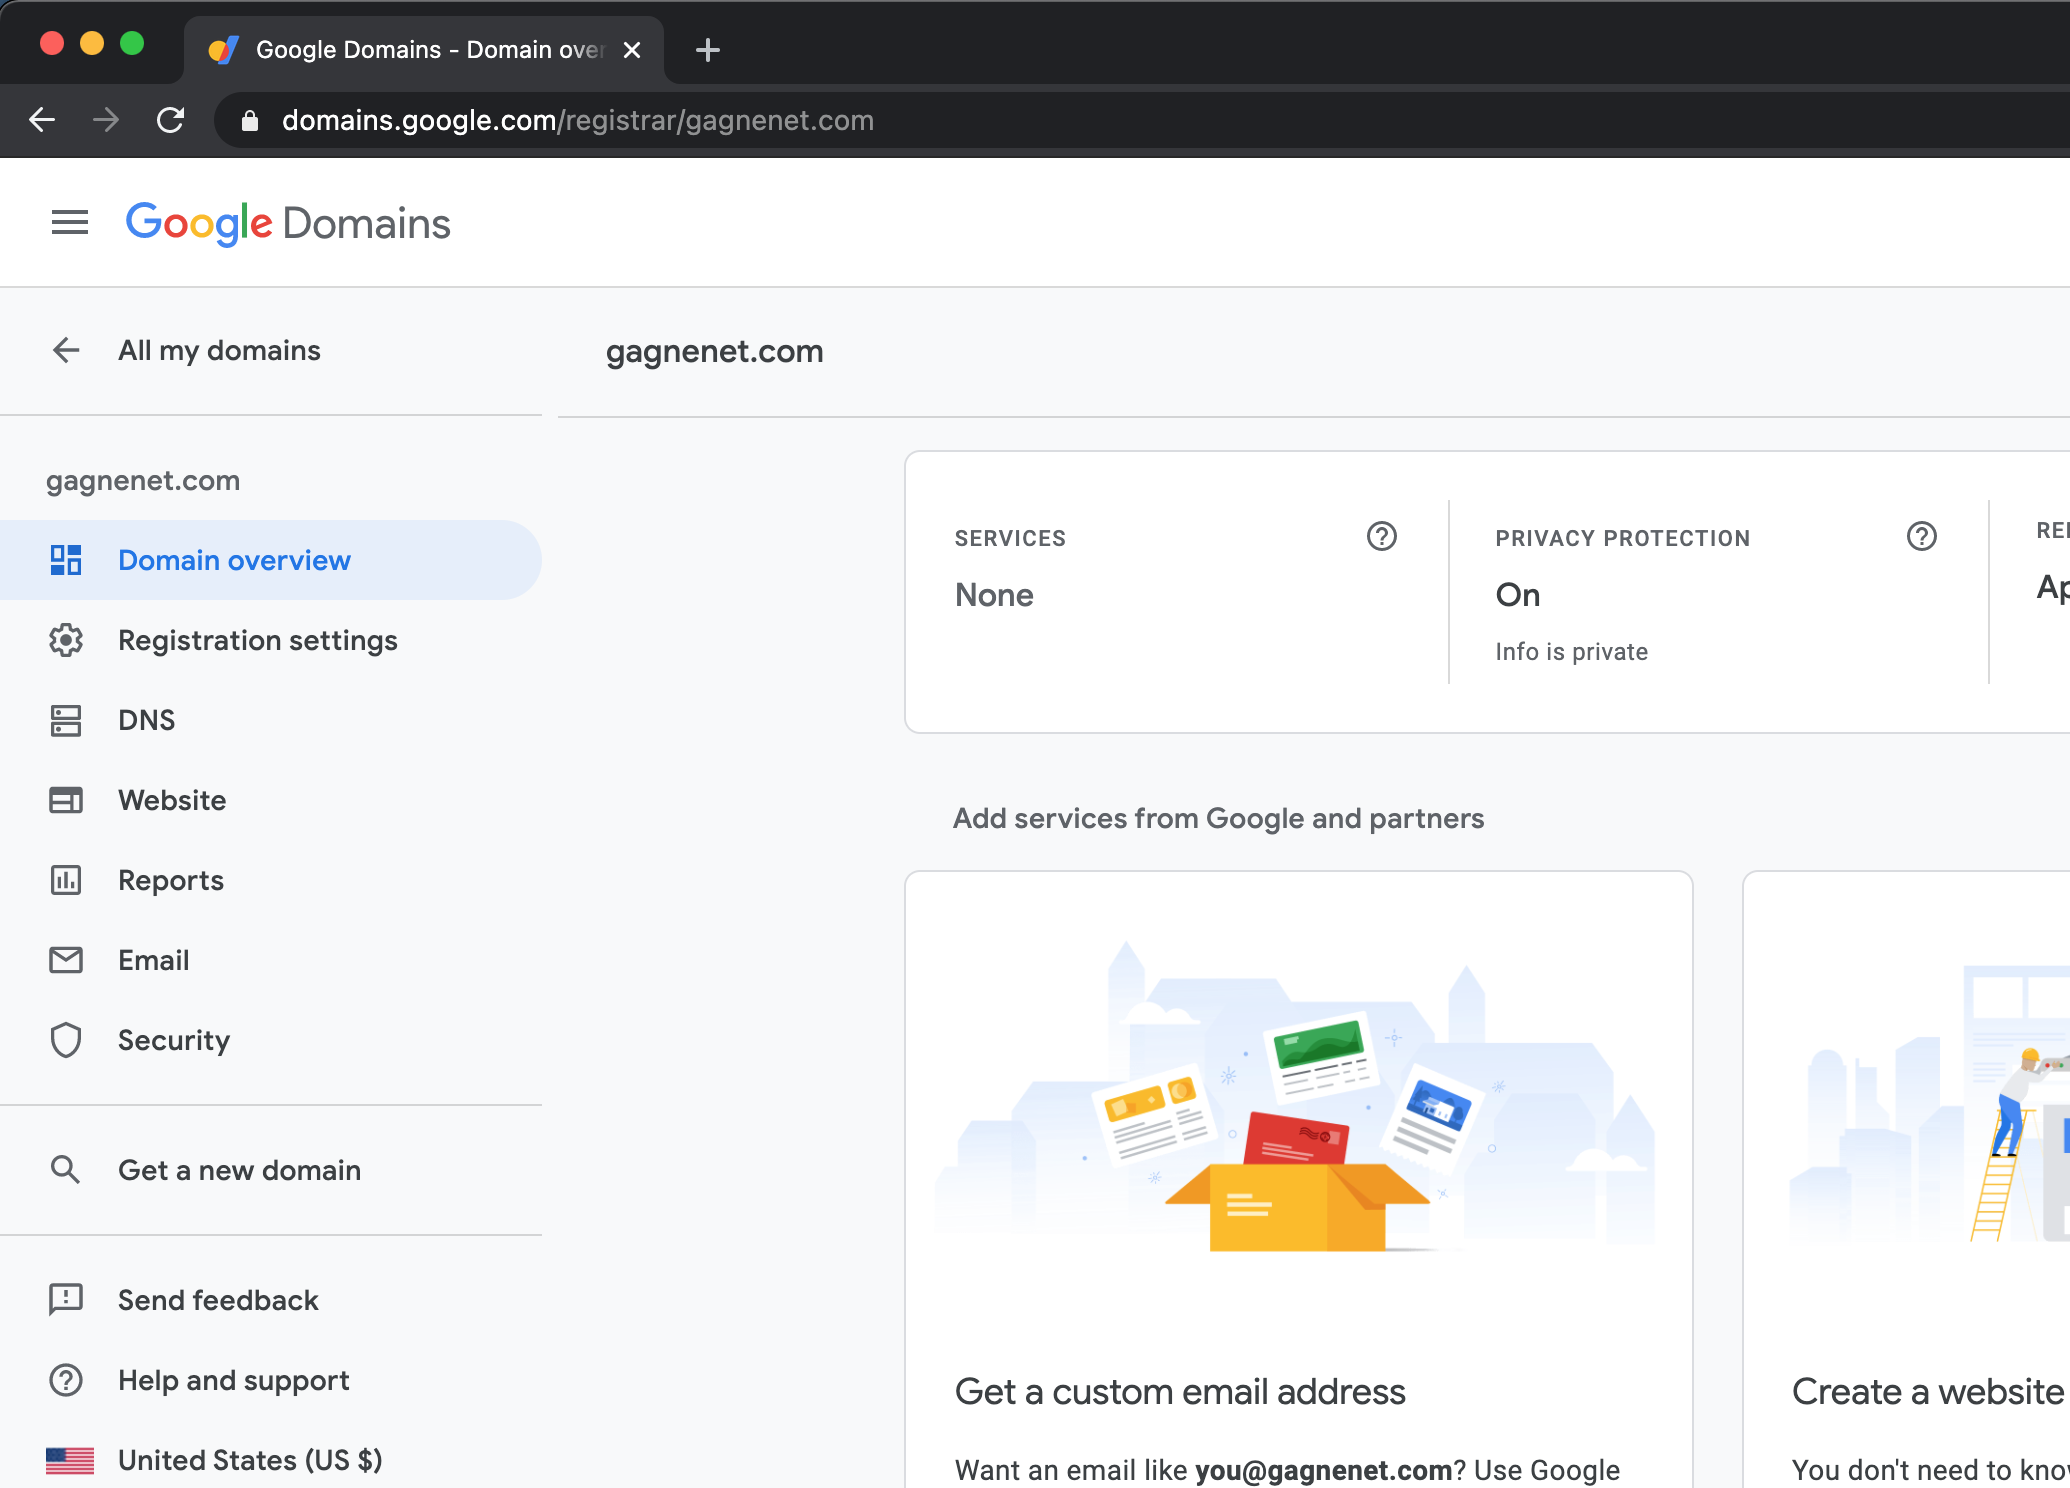 Google Domains - Domain over
domains.google.com/registrar/gagnenet.com
Google Domains
All my domains
gagnenet.com
gagnenet.com
Domain overview
Registration settings
DNS
Website
Reports
Email
Security
Get a new domain
Send feedback
Help and support
United States (US $)
SERVICES
None
PRIVACY PROTECTION
On
Info is private
Add services from Google and partners
Get a custom email address
Want an email like you@gagnenet.com? Use Google
Create a website
You don't need to